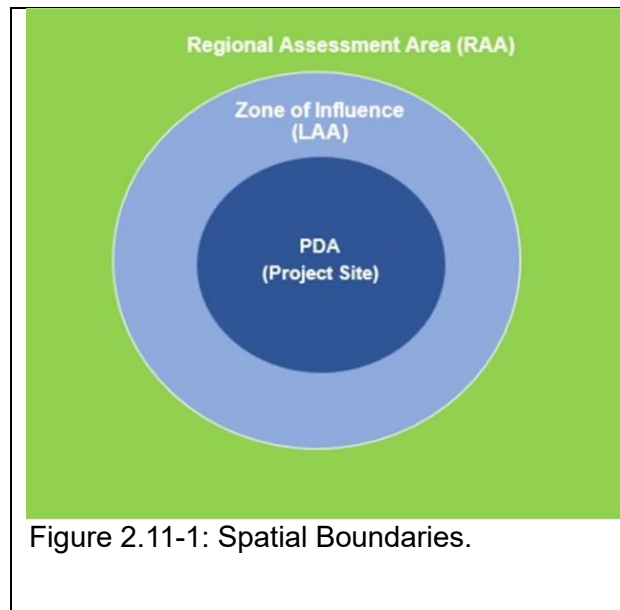 Regional Assessment Area (RAA)
Zone of Influence
(LAA)
PDA
(Project Site)
Figure 2.11-1: Spatial Boundaries.